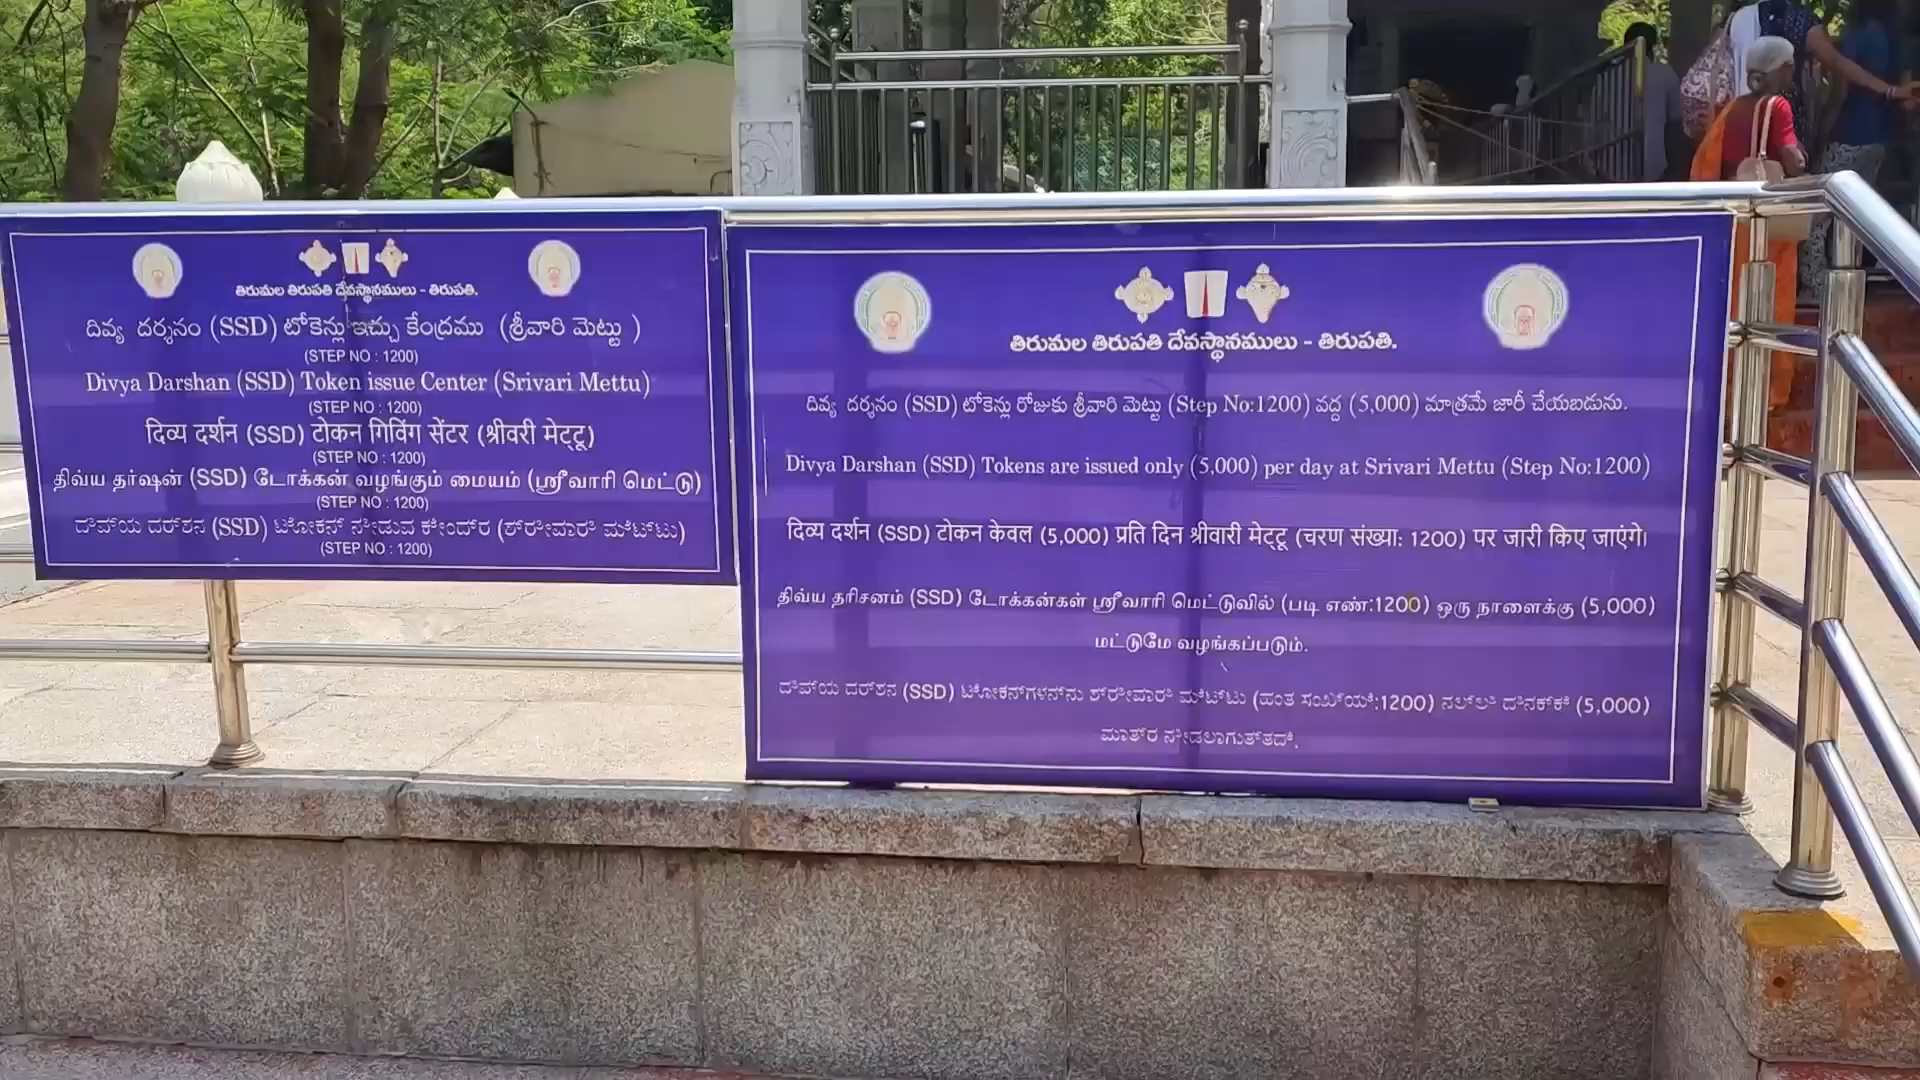 తిరుమల తిరుపతి దేవస్థానములు - తిరుపతి.
దివ్య దర్శనం (SSD) టోకెన్లు ఇచ్చు కేంద్రము (శ్రీవారి మెట్టు )
(STEP NO : 1200)
Divya Darshan (SSD) Token issue Center (Srivari Mettu)
(STEP NO : 1200)
दिव्य दर्शन (SSD) टोकन गिविंग सेंटर (श्रीवरी मेट्टू)
(STEP NO : 1200)
திவ்ய தர்ஷன் (SSD) டோக்கன் வழங்கும் மையம் (ஸ்ரீவாரி மெட்டு)
(STEP NO : 1200)
ದಿವ್‌ಯ ದರ್‌ಶನ (SSD) ಟೋಕನ್ ನೀಡುವ ಕೇಂದ್‌ರ (ಶ್‌ರೀವಾರಿ ಮೆಟ್‌ಟು)
(STEP NO : 1200)
తిరుమల తిరుపతి దేవస్థానములు - తిరుపతి.
దివ్య దర్శనం (SSD) టోకెన్లు రోజుకు శ్రీవారి మెట్టు (Step No:1200) వద్ద (5,000) మాత్రమే జారీ చేయబడును.
Divya Darshan (SSD) Tokens are issued only (5,000) per day at Srivari Mettu (Step No:1200)
दिव्य दर्शन (SSD) टोकन केवल (5,000) प्रति दिन श्रीवारी मेट्टू (चरण संख्या: 1200) पर जारी किए जाएंगे।
திவ்ய தரிசனம் (SSD) டோக்கன்கள் ஸ்ரீவாரி மெட்டுவில் (படி எண்:1200) ஒரு நாளைக்கு (5,000)
மட்டுமே வழங்கப்படும்.
ದಿವ್‌ಯ ದರ್‌ಶನ (SSD) ಟೋಕನ್‌ಗಳನ್‌ನು ಶ್‌ರೀವಾರಿ ಮೆಟ್‌ಟು (ಹಂತ ಸಂಖ್‌ಯೆ:1200) ನಲ್‌ಲಿ ದಿನಕ್‌ಕೆ (5,000)
ಮಾತ್‌ರ ನೀಡಲಾಗುತ್‌ತದೆ.